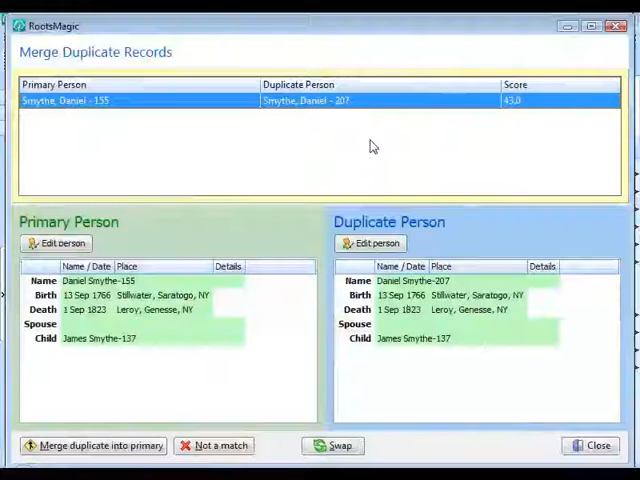 RootsMagic
Merge Duplicate Records
Primary Person Duplicate Person Score
Smythe, Daniel - 155 Smythe, Daniel - 207 43.0
Primary Person
Edit person
Name / Date Place Details
Name Daniel Smythe-155
Birth 13 Sep 1766 Stillwater, Saratogo, NY
Death 1 Sep 1823 Leroy, Genesse, NY
Spouse
Child James Smythe-137
Duplicate Person
Edit person
Name / Date Place Details
Name Daniel Smythe-207
Birth 13 Sep 1766 Stillwater, Saratogo, NY
Death 1 Sep 1823 Leroy, Genesse, NY
Spouse
Child James Smythe-137
Merge duplicate into primary Not a match Swap Close